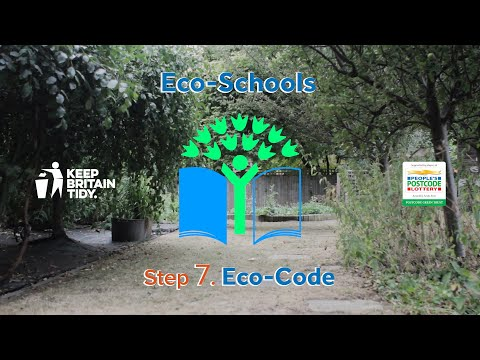 Eco-Schools
KEEP
BRITAIN
TIDY.
PEOPLE'S
POSTCODE
LOTTERY
Step 7. Eco-Code